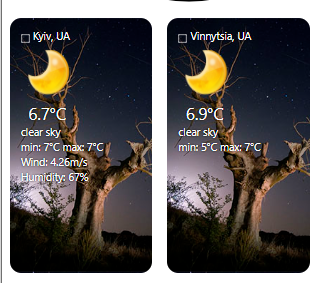 Kyiv, UA
6.7°C
clear sky
min: 7°C max: 7°C
Wind: 4.26m/s
Humidity: 67%
Vinnytsia, UA
6.9°C
clear sky
min: 5°C max: 7°C